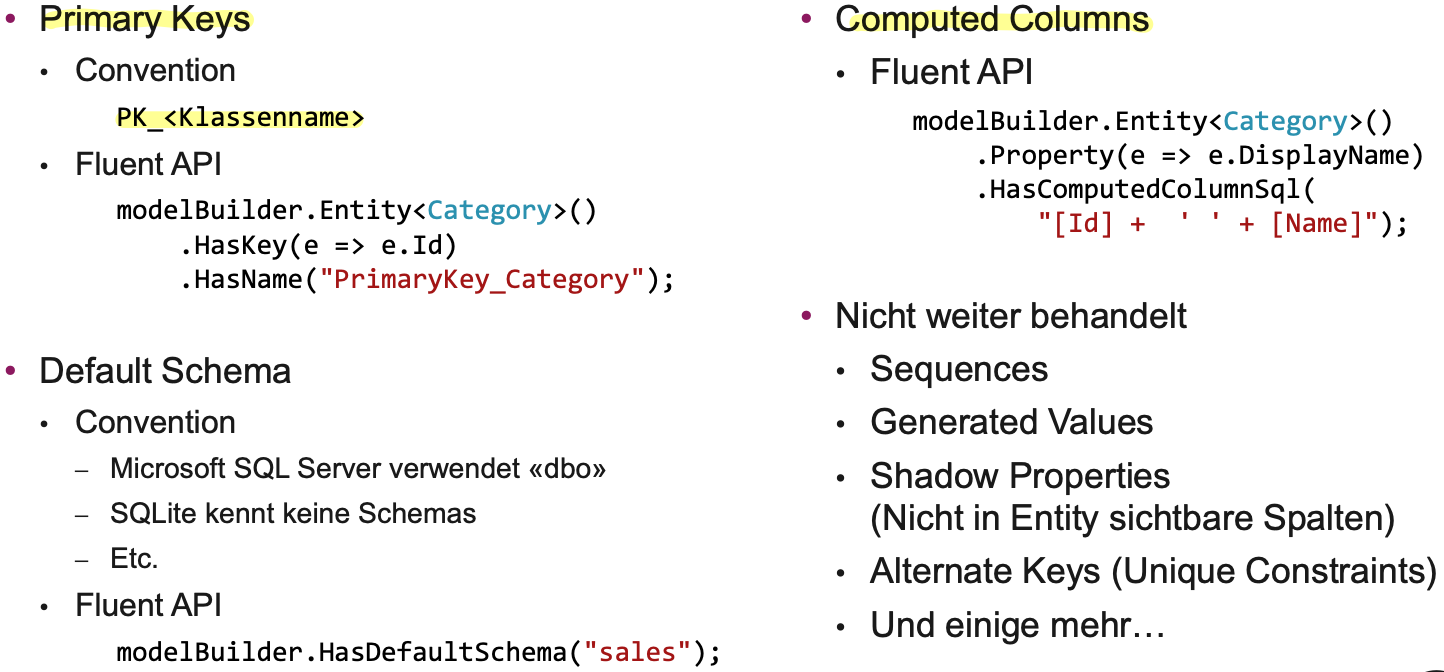 • Primary Keys
• Convention
PK_<Klassenname>
• Fluent API
modelBuilder.Entity<Category>()
.HasKey(e => e.Id)
.HasName("PrimaryKey_Category");
• Default Schema
• Convention
– Microsoft SQL Server verwendet «dbo»
– SQLite kennt keine Schemas
– Etc.
• Fluent API
modelBuilder.HasDefaultSchema("sales");
• Computed Columns
• Fluent API
modelBuilder.Entity<Category>()
.Property(e => e.DisplayName)
.HasComputedColumnSql(
"[Id] +  ' ' + [Name]");
• Nicht weiter behandelt
• Sequences
• Generated Values
• Shadow Properties
(Nicht in Entity sichtbare Spalten)
• Alternate Keys (Unique Constraints)
• Und einige mehr…